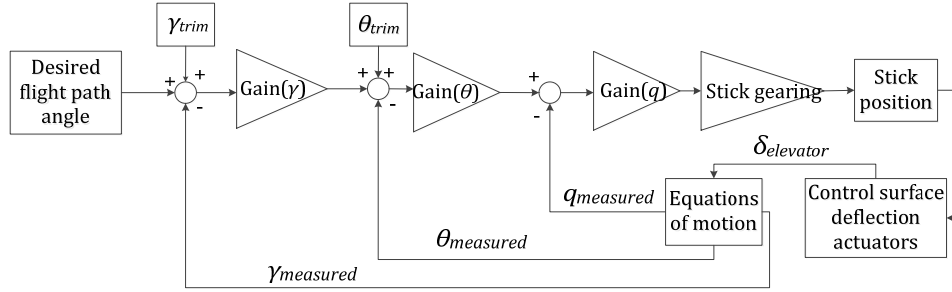 γtrim
θtrim
Desired
flight path
angle
+
+
-
Gain(γ)
+
+
-
Gain(θ)
+
-
Gain(q)
Stick gearing
Stick
position
δelevator
qmeasured
Equations
of motion
Control surface
deflection
actuators
θmeasured
γmeasured